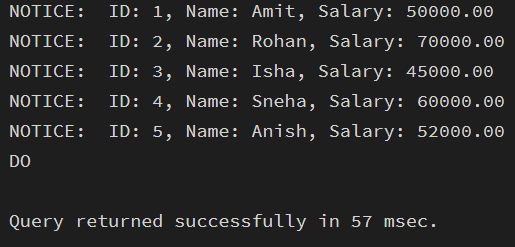 NOTICE:  ID: 1, Name: Amit, Salary: 50000.00
NOTICE:  ID: 2, Name: Rohan, Salary: 70000.00
NOTICE:  ID: 3, Name: Isha, Salary: 45000.00
NOTICE:  ID: 4, Name: Sneha, Salary: 60000.00
NOTICE:  ID: 5, Name: Anish, Salary: 52000.00
DO
Query returned successfully in 57 msec.